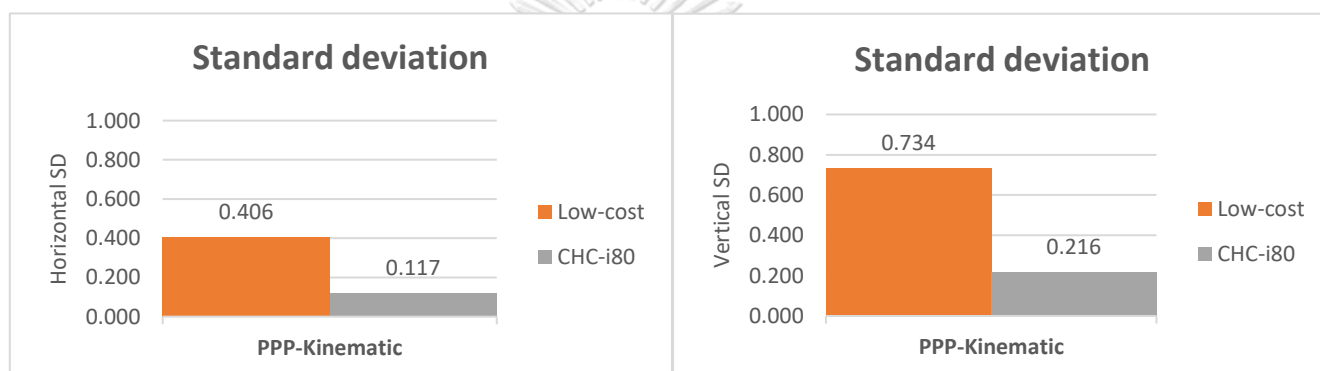 Standard deviation
Horizontal SD
1.000
0.800
0.600
0.400
0.200
0.000
0.406
0.117
PPP-Kinematic
Low-cost
CHC-i80
Standard deviation
Vertical SD
1.000
0.800
0.600
0.400
0.200
0.000
0.734
0.216
PPP-Kinematic
Low-cost
CHC-i80